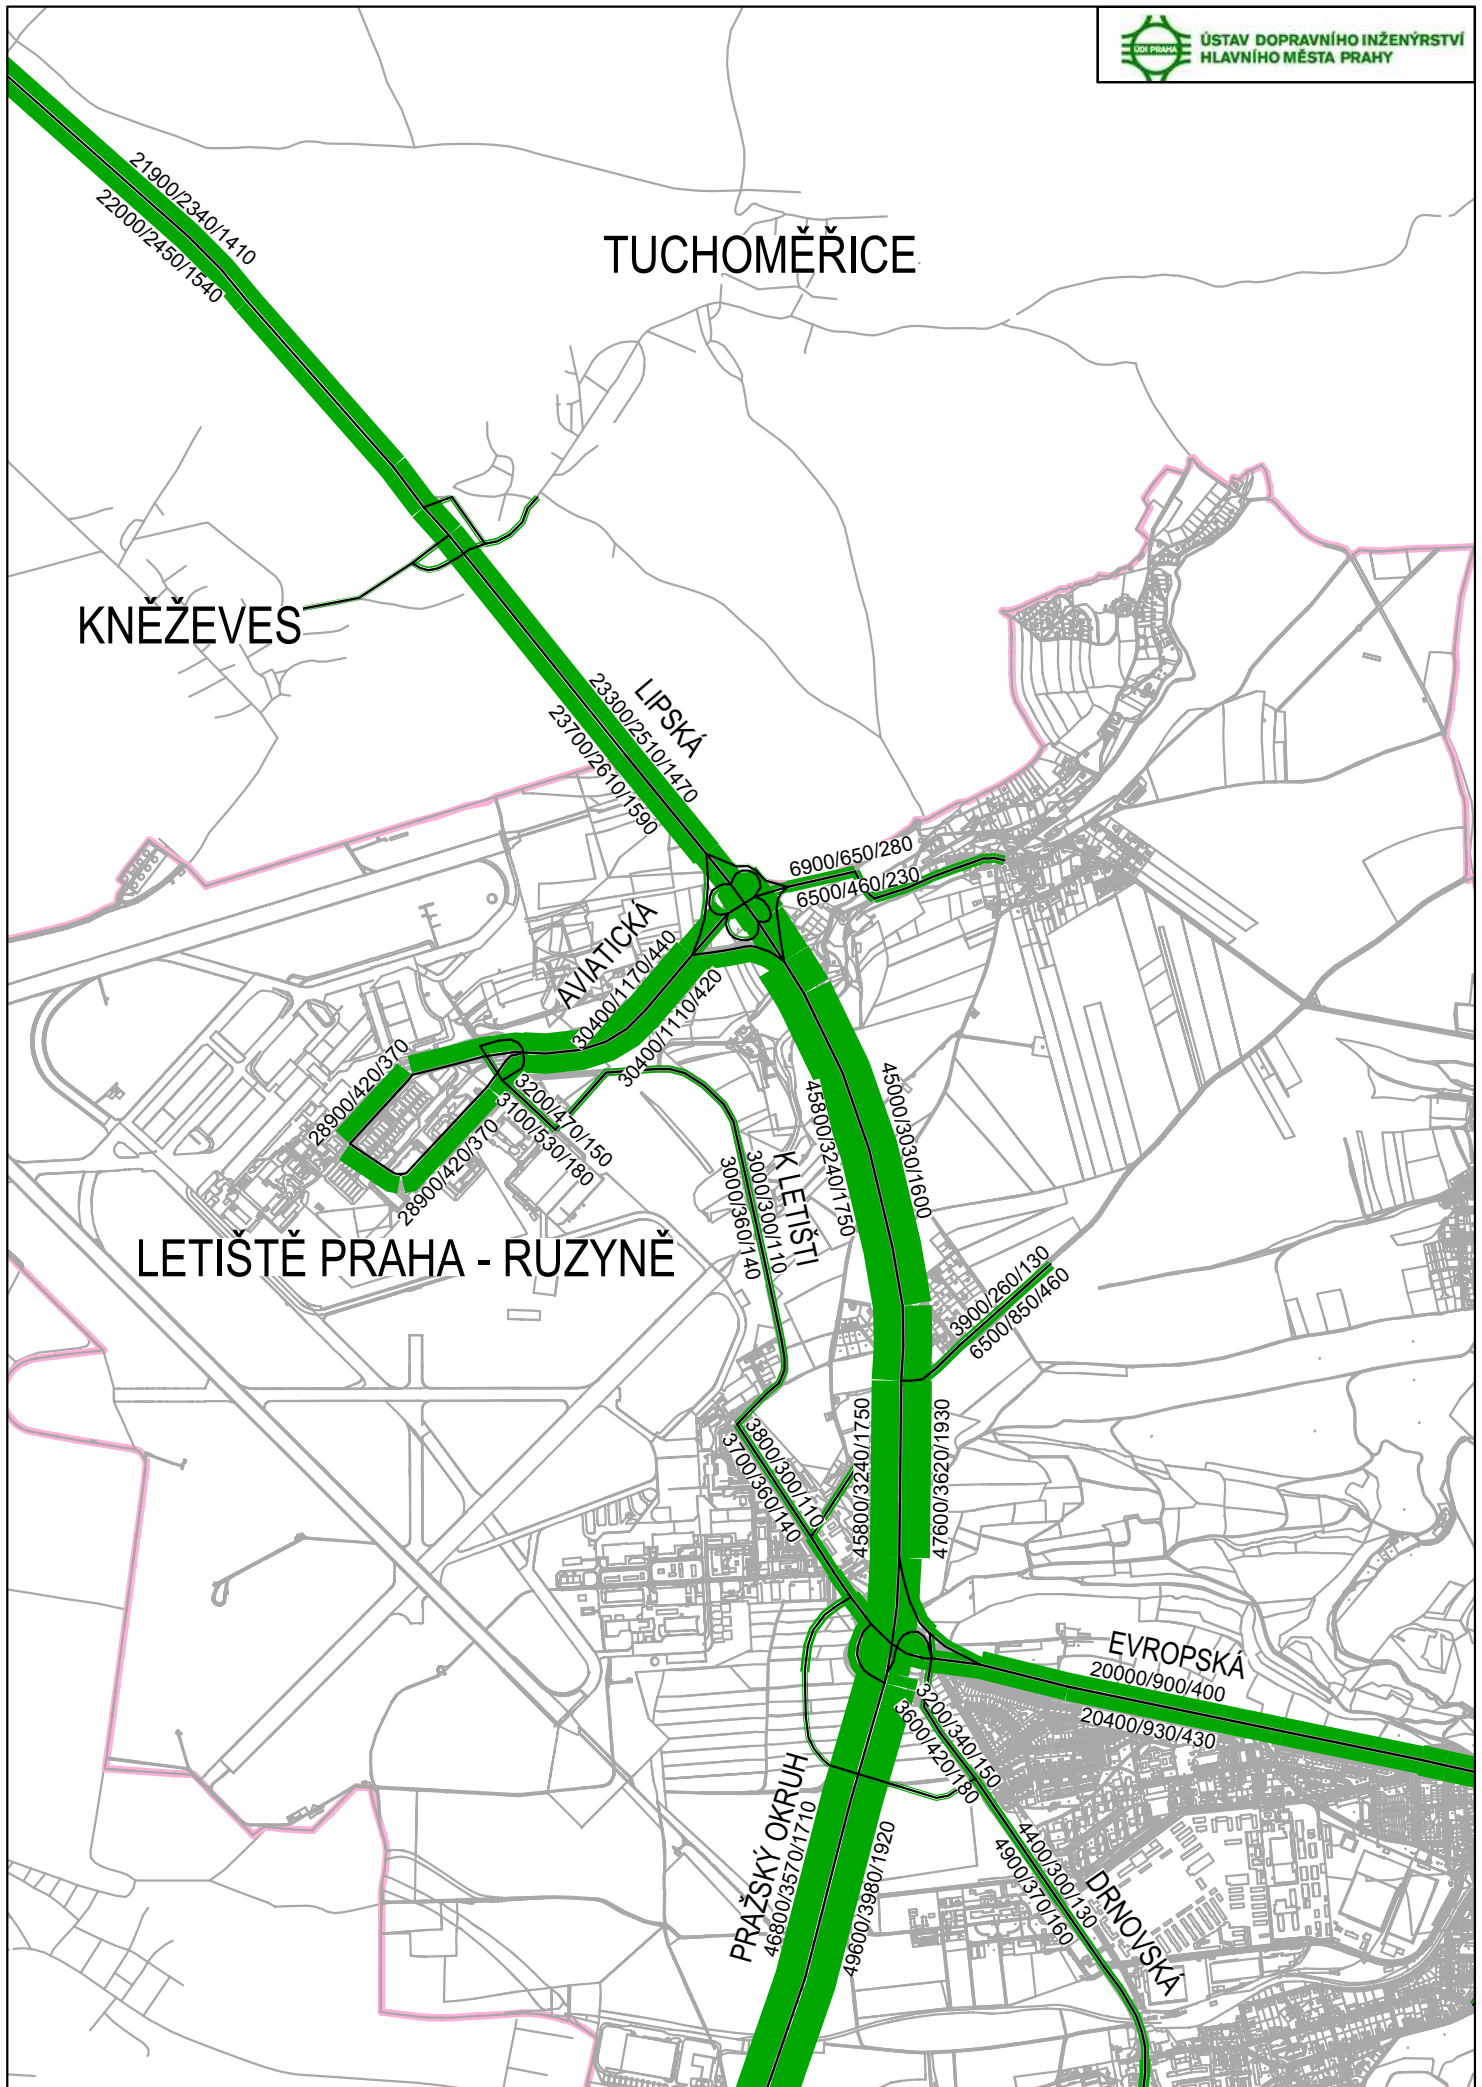 ÚDI PRAHA
ÚSTAV DOPRAVNÍHO INŽENÝRSTVÍ
HLAVNÍHO MĚSTA PRAHY
21900/2340/1410
22000/2450/1540
TUCHOMĚŘICE
KNĚŽEVES
LIPSKÁ
23300/2510/1470
23700/2610/1590
6900/650/280
6500/460/230
AVIATICKÁ
30400/1170/440
30400/1110/420
28900/420/370
28900/420/370
3200/470/150
3100/530/180
45000/3030/1600
45800/3240/1750
K LETIŠTI
3000/300/110
3000/360/140
LETIŠTĚ PRAHA - RUZYNĚ
3900/260/130
6500/850/460
3800/300/110
3700/360/140
45800/3240/1750
47600/3620/1930
EVROPSKÁ
20000/900/400
20400/930/430
3200/340/150
3600/420/180
PRAŽSKÝ OKRUH
46800/3570/1710
49600/3980/1920
4400/300/130
4900/370/160
DRNOVSKÁ